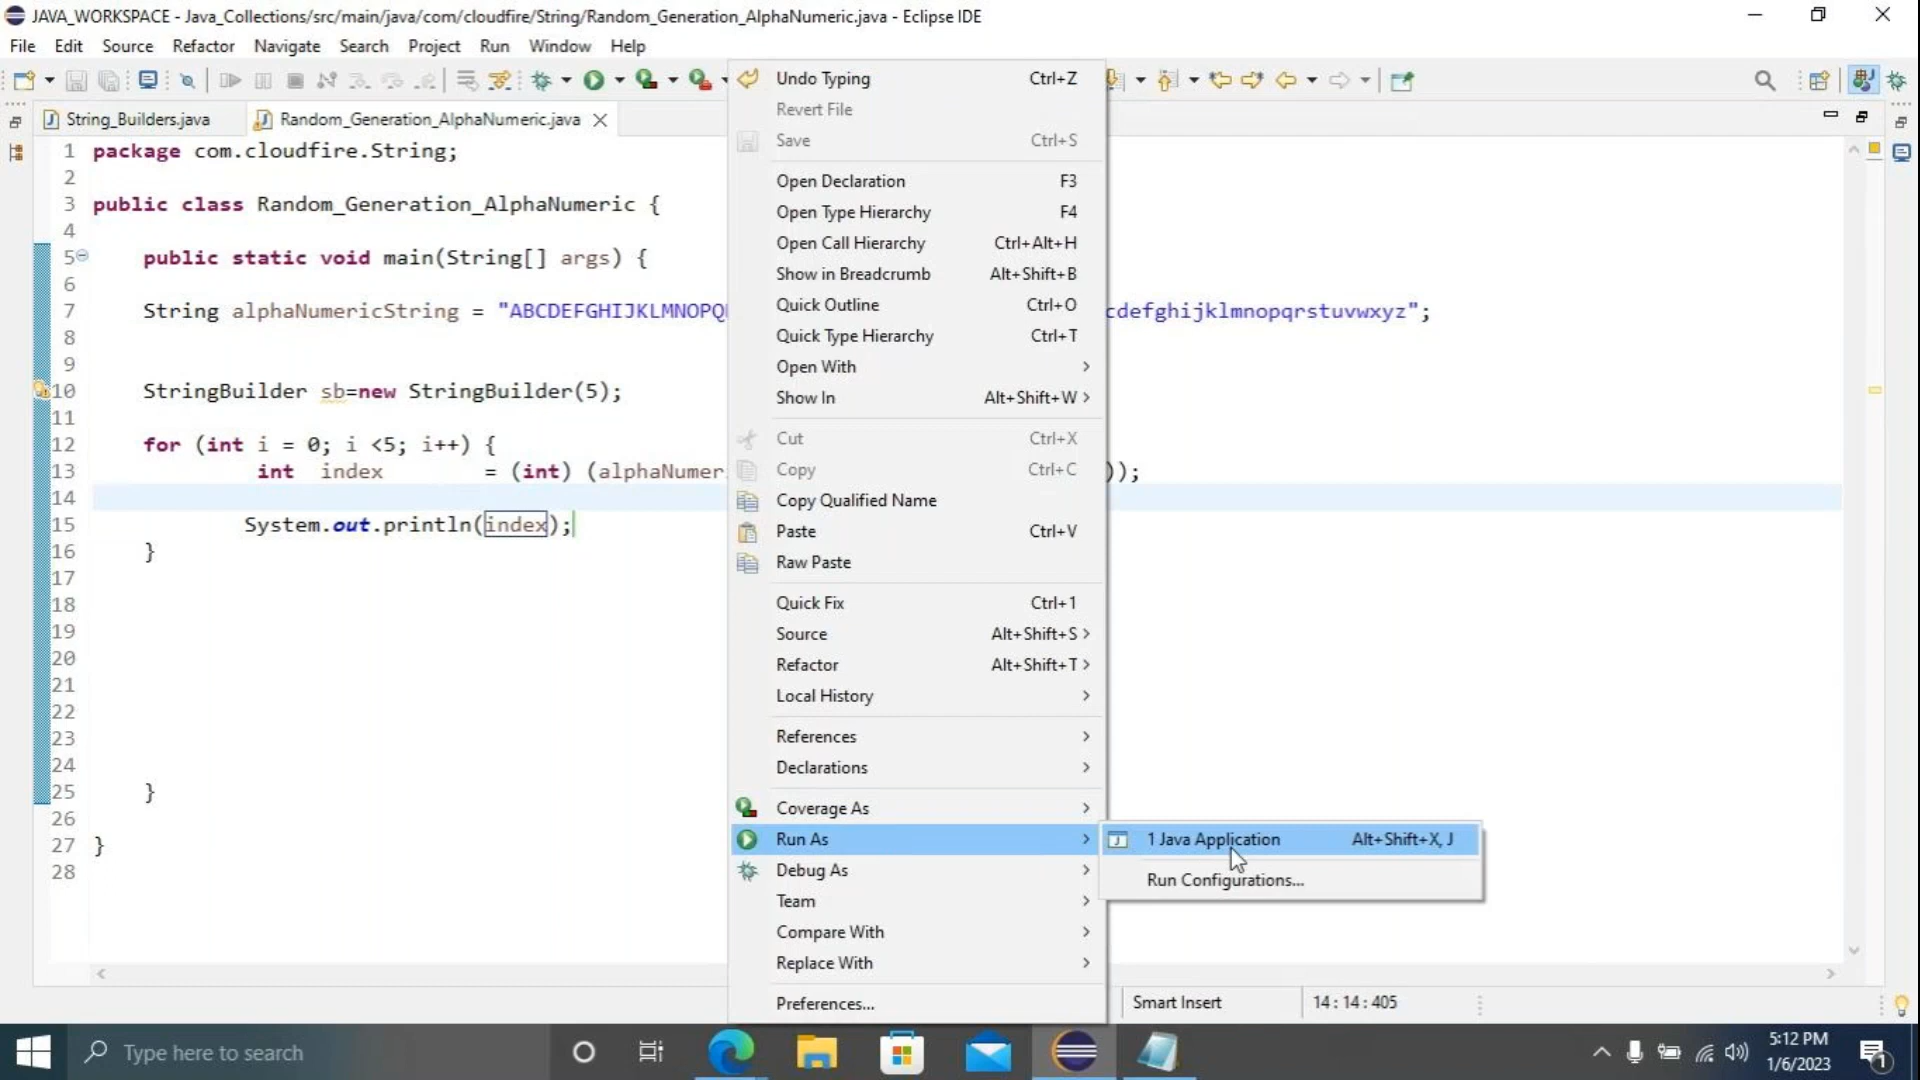 JAVA_WORKSPACE - Java_Collections/src/main/java/com/cloudfire/String/Random_Generation_AlphaNumeric.java - Eclipse IDE
File Edit Source Refactor Navigate Search Project Run Window Help
String_Builders.java Random_Generation_AlphaNumeric.java
1 package com.cloudfire.String;
2
3 public class Random_Generation_AlphaNumeric {
4
5 public static void main(String[] args) {
6
7 String alphaNumericString = "ABCDEFGHIJKLMNOPQ cdefghijklmnopqrstuvwxyz";
8
9
10 StringBuilder sb=new StringBuilder(5);
11
12 for (int i = 0; i <5; i++) {
13 int index = (int) (alphaNumer ));
14
15 System.out.println(index);
16 }
17
18
19
20
21
22
23
24
25 }
26
27 }
28
Undo Typing Ctrl+Z
Revert File
Save Ctrl+S
Open Declaration F3
Open Type Hierarchy F4
Open Call Hierarchy Ctrl+Alt+H
Show in Breadcrumb Alt+Shift+B
Quick Outline Ctrl+O
Quick Type Hierarchy Ctrl+T
Open With >
Show In Alt+Shift+W >
Cut Ctrl+X
Copy Ctrl+C
Copy Qualified Name
Paste Ctrl+V
Raw Paste
Quick Fix Ctrl+1
Source Alt+Shift+S >
Refactor Alt+Shift+T >
Local History >
References >
Declarations >
Coverage As >
Run As >
Debug As >
Team >
Compare With >
Replace With >
Preferences...
1 Java Application Alt+Shift+X, J
Run Configurations...
Smart Insert 14 : 14 : 405
Type here to search
5:12 PM
1/6/2023
1